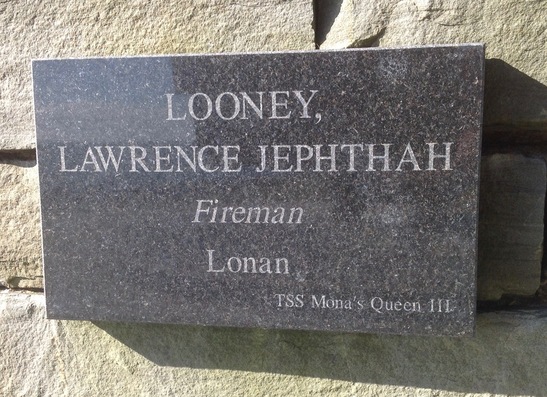 LOONEY,
LAWRENCE JEPHTHAH
Fireman
Lonan
TSS Mona's Queen III